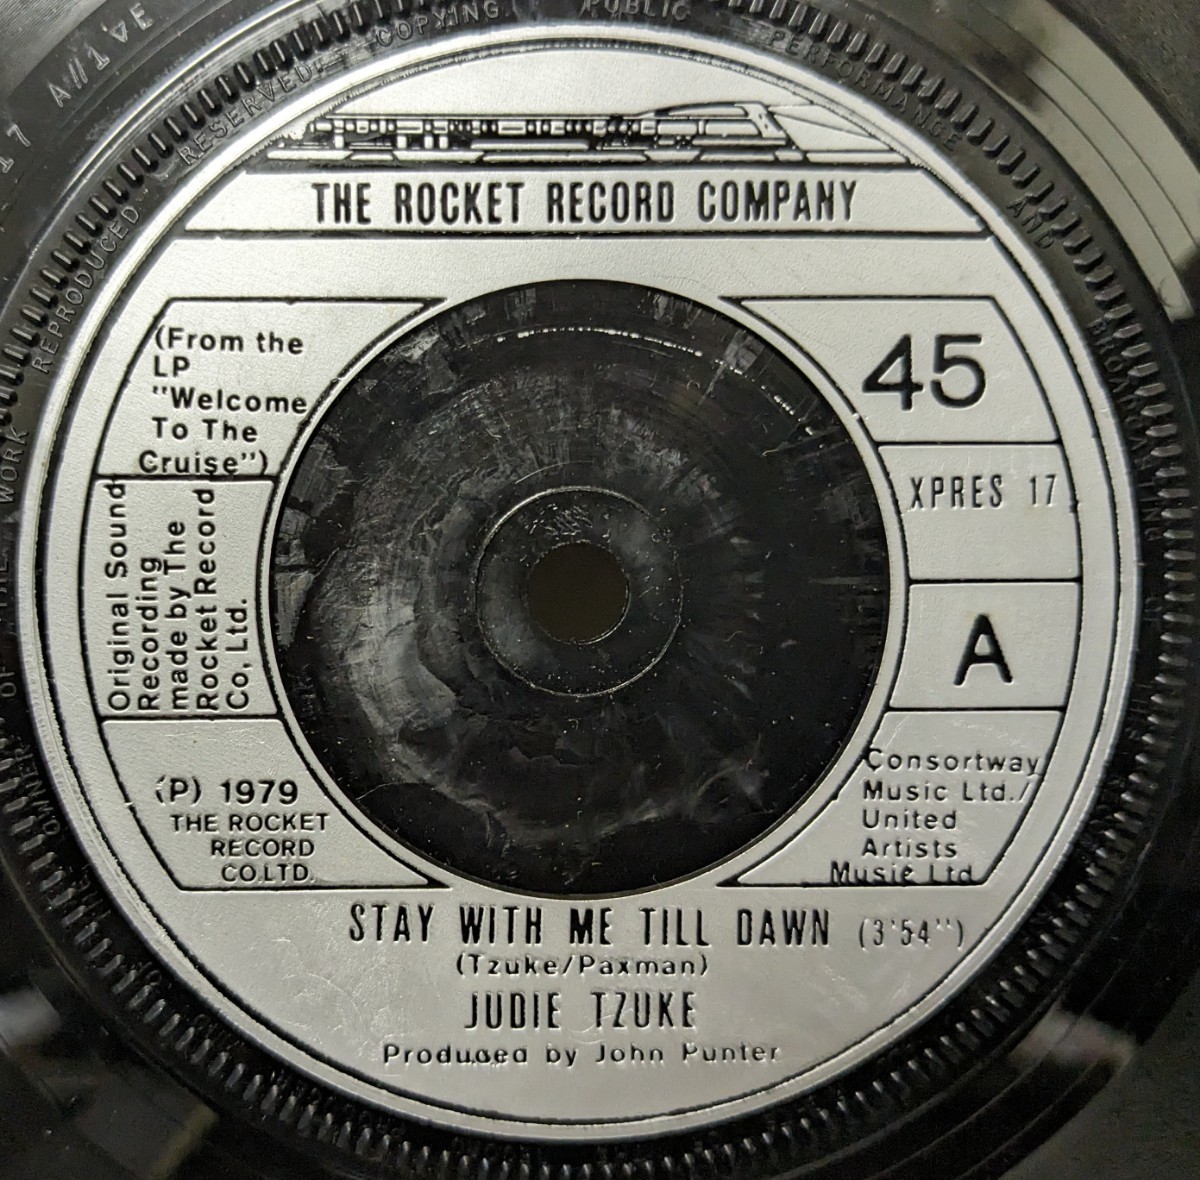 THE ROCKET RECORD COMPANY
(From the
LP
"Welcome
To The
Cruise")
Original Sound
Recording
made by The
Rocket Record
Co. Ltd.
(P) 1979
THE ROCKET
RECORD
CO.LTD.
45
XPRES 17
A
Consortway
Music Ltd./
United
Artists
Music Ltd
STAY WITH ME TILL DAWN (3'54'')
(Tzuke/Paxman)
JUDIE TZUKE
Produced by John Punter
WORK REPRODUCED RESERVED COPYING PUBLIC PERFORMANCE AND